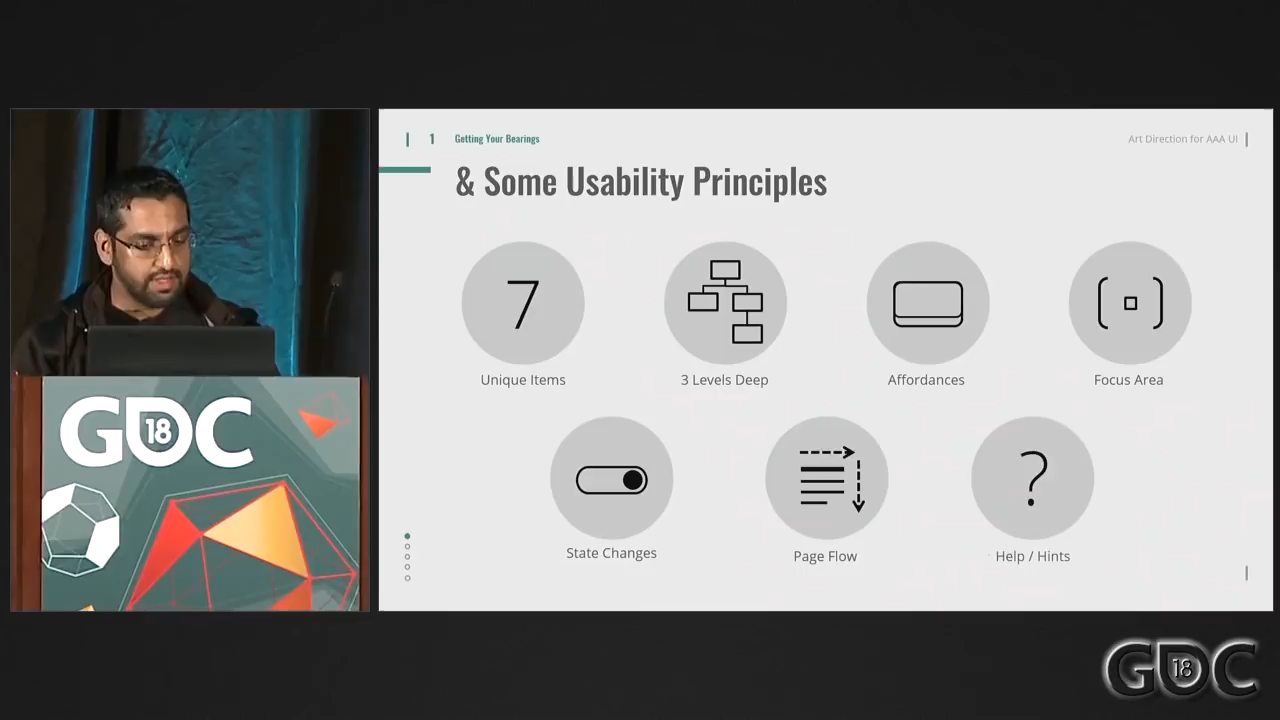 1 Getting Your Bearings
Art Direction for AAA UI
& Some Usability Principles
7
Unique Items
3 Levels Deep
Affordances
Focus Area
State Changes
Page Flow
?
Help / Hints
GDC
18
GDC
18